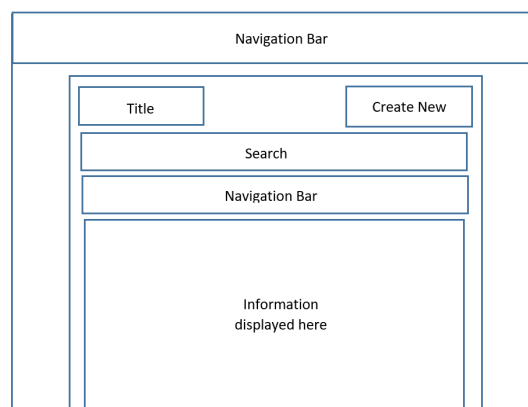 Navigation Bar
Title
Create New
Search
Navigation Bar
Information
displayed here